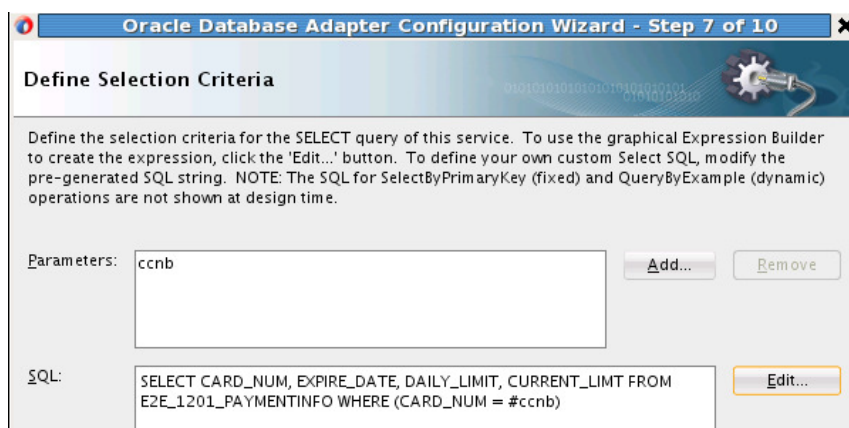 Oracle Database Adapter Configuration Wizard - Step 7 of 10
Define Selection Criteria
Define the selection criteria for the SELECT query of this service. To use the graphical Expression Builder
to create the expression, click the 'Edit...' button. To define your own custom Select SQL, modify the
pre-generated SQL string. NOTE: The SQL for SelectByPrimaryKey (fixed) and QueryByExample (dynamic)
operations are not shown at design time.
Parameters:
ccnb
Add...
Remove
SQL:
SELECT CARD_NUM, EXPIRE_DATE, DAILY_LIMIT, CURRENT_LIMT FROM
E2E_1201_PAYMENTINFO WHERE (CARD_NUM = #ccnb)
Edit...